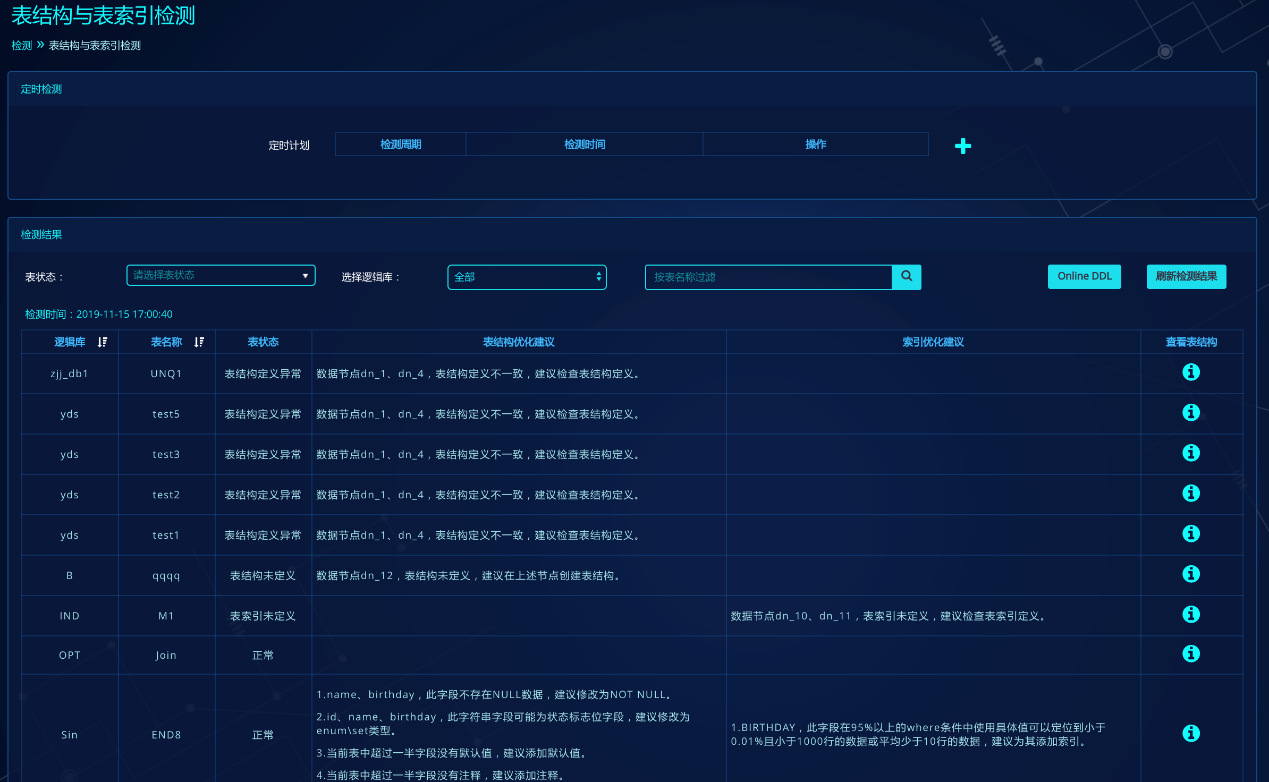 表结构与表索引检测
检测 » 表结构与表索引检测
定时检测
定时计划 检测周期 检测时间 操作
检测结果
表状态： 请选择表状态 选择逻辑库： 全部 按表名称过滤 Online DDL 刷新检测结果
检测时间：2019-11-15 17:00:40
逻辑库 表名称 表状态 表结构优化建议 索引优化建议 查看表结构
zjj_db1 UNQ1 表结构定义异常 数据节点dn_1、dn_4，表结构定义不一致，建议检查表结构定义。
yds test5 表结构定义异常 数据节点dn_1、dn_4，表结构定义不一致，建议检查表结构定义。
yds test3 表结构定义异常 数据节点dn_1、dn_4，表结构定义不一致，建议检查表结构定义。
yds test2 表结构定义异常 数据节点dn_1、dn_4，表结构定义不一致，建议检查表结构定义。
yds test1 表结构定义异常 数据节点dn_1、dn_4，表结构定义不一致，建议检查表结构定义。
B qqqq 表结构未定义 数据节点dn_12，表结构未定义，建议在上述节点创建表结构。
IND M1 表索引未定义 数据节点dn_10、dn_11，表索引未定义，建议检查表索引定义。
OPT Join 正常
Sin END8 正常
1.name、birthday，此字段不存在NULL数据，建议修改为NOT NULL。
2.id、name、birthday，此字符串字段可能为状态标志位字段，建议修改为
enum\set类型。
3.当前表中超过一半字段没有默认值，建议添加默认值。
4.当前表中超过一半字段没有注释，建议添加注释。
1.BIRTHDAY，此字段在95%以上的where条件中使用具体值可以定位到小于
0.01%且小于1000行的数据或平均少于10行的数据，建议为其添加索引。